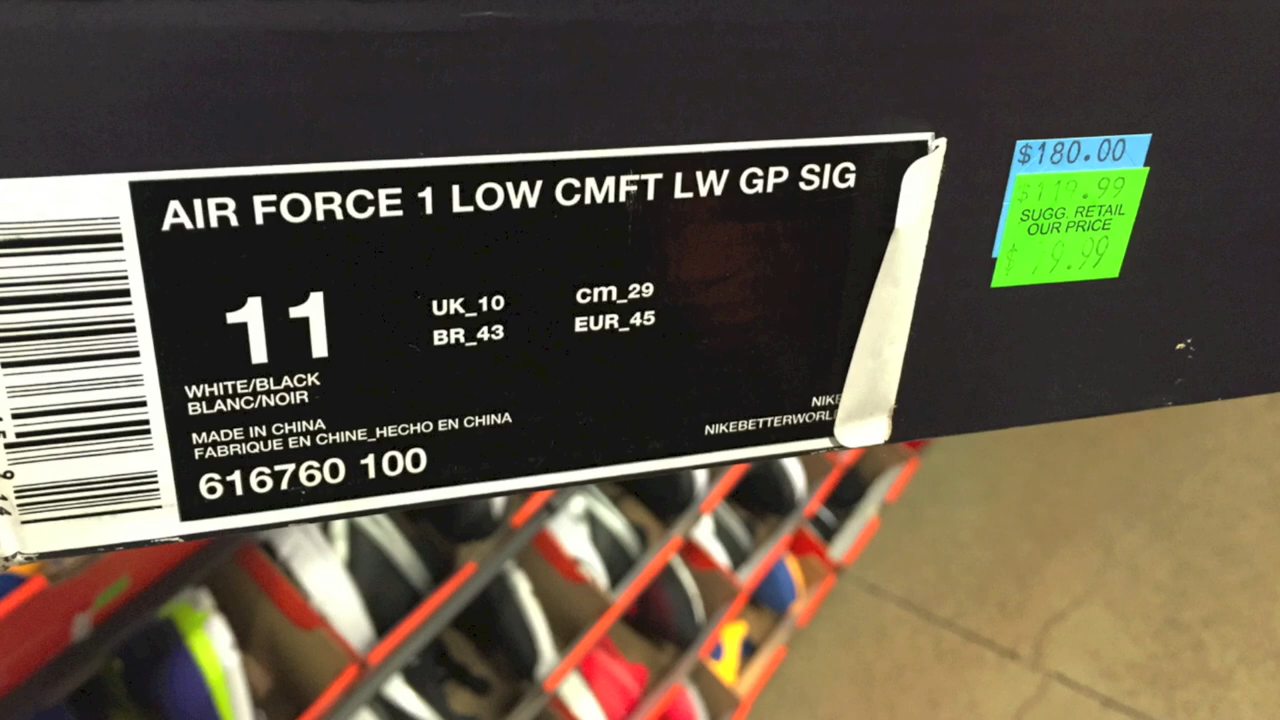 AIR FORCE 1 LOW CMFT LW GP SIG
11
UK_10 cm_29
BR_43 EUR_45
WHITE/BLACK
BLANC/NOIR
MADE IN CHINA
FABRIQUE EN CHINE_HECHO EN CHINA
616760 100
NIKE
NIKEBETTERWORL
$180.00
$119.99
SUGG. RETAIL
OUR PRICE
$79.99